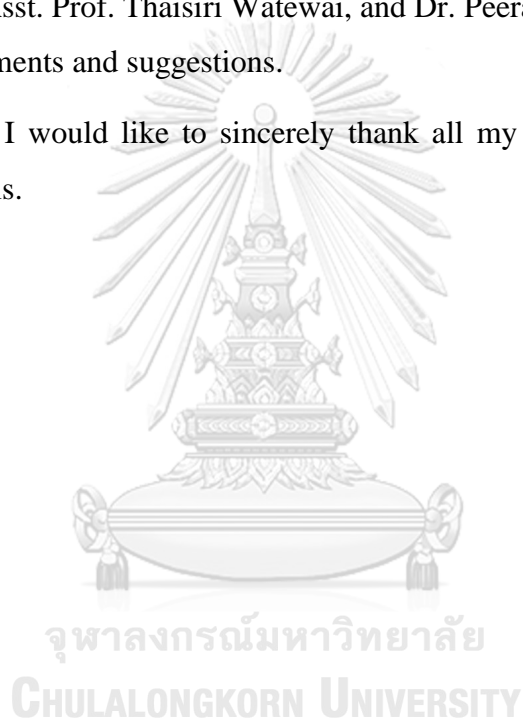 sst. Prof. Thaisiri Watewai, and Dr. Peera
ments and suggestions.
I would like to sincerely thank all my
s.
จุฬาลงกรณ์มหาวิทยาลัย
CHULALONGKORN UNIVERSITY